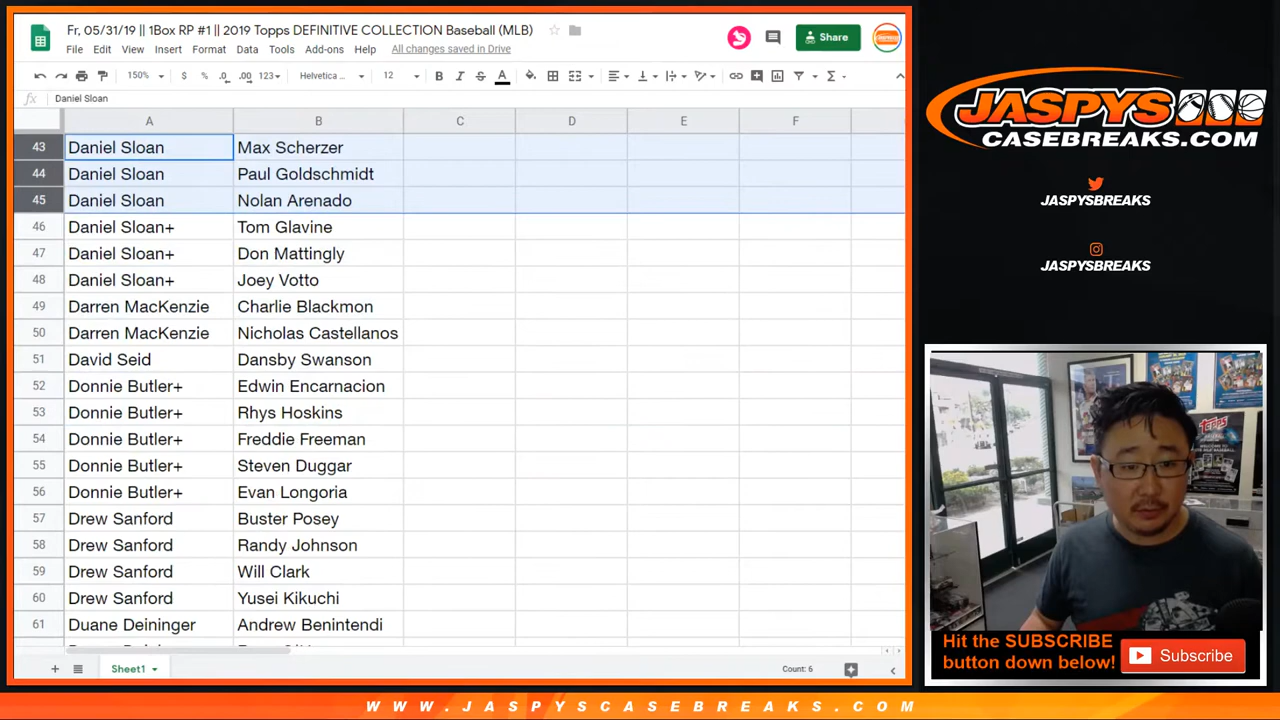 Fr, 05/31/19 || 1Box RP #1 || 2019 Topps DEFINITIVE COLLECTION Baseball (MLB)
File Edit View Insert Format Data Tools Add-ons Help All changes saved in Drive
Share
150% $ % .0 .00 123 Helvetica ... 12 B I S A
fx Daniel Sloan
A B C D E F
43 Daniel Sloan Max Scherzer
44 Daniel Sloan Paul Goldschmidt
45 Daniel Sloan Nolan Arenado
46 Daniel Sloan+ Tom Glavine
47 Daniel Sloan+ Don Mattingly
48 Daniel Sloan+ Joey Votto
49 Darren MacKenzie Charlie Blackmon
50 Darren MacKenzie Nicholas Castellanos
51 David Seid Dansby Swanson
52 Donnie Butler+ Edwin Encarnacion
53 Donnie Butler+ Rhys Hoskins
54 Donnie Butler+ Freddie Freeman
55 Donnie Butler+ Steven Duggar
56 Donnie Butler+ Evan Longoria
57 Drew Sanford Buster Posey
58 Drew Sanford Randy Johnson
59 Drew Sanford Will Clark
60 Drew Sanford Yusei Kikuchi
61 Duane Deininger Andrew Benintendi
Sheet1
Count: 6
JASPYS
CASEBREAKS.COM
JASPYSBREAKS
JASPYSBREAKS
TOPPS
Hit the SUBSCRIBE
button down below!
Subscribe
WWW.JASPYSCASEBREAKS.COM